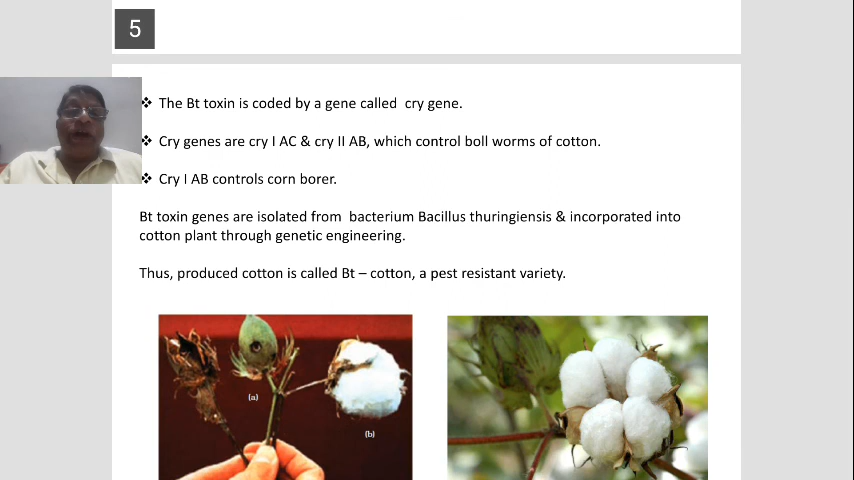 5
❖ The Bt toxin is coded by a gene called cry gene.
❖ Cry genes are cry I AC & cry II AB, which control boll worms of cotton.
❖ Cry I AB controls corn borer.
Bt toxin genes are isolated from bacterium Bacillus thuringiensis & incorporated into
cotton plant through genetic engineering.
Thus, produced cotton is called Bt – cotton, a pest resistant variety.
(a)
(b)